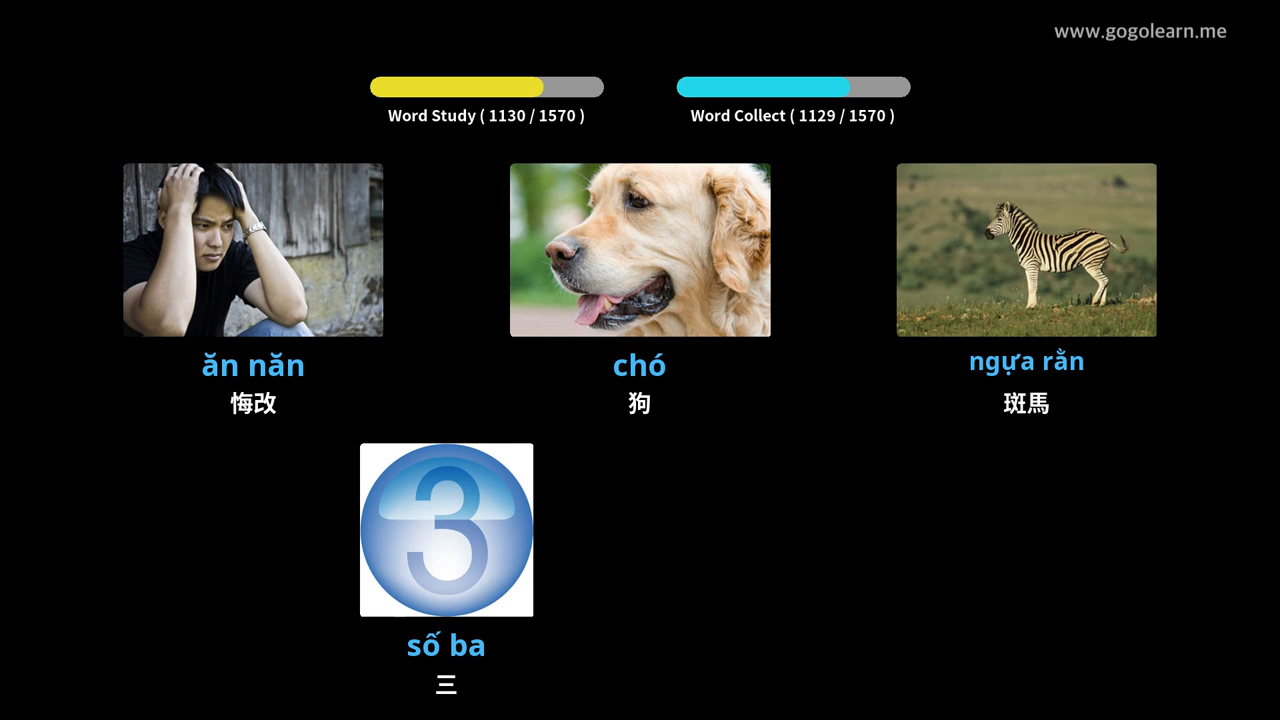 www.gogolearn.me
Word Study ( 1130 / 1570 )
Word Collect ( 1129 / 1570 )
ăn năn
悔改
chó
狗
ngựa rằn
斑馬
3
số ba
三